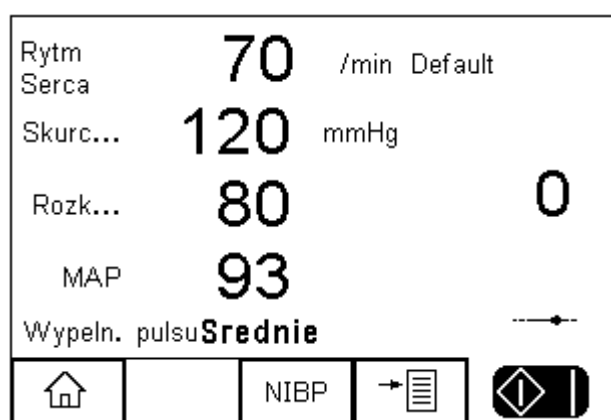 Rytm Serca 70 /min Default
Skurc... 120 mmHg
Rozk... 80 0
MAP 93
Wypeln. pulsu Srednie
NIBP